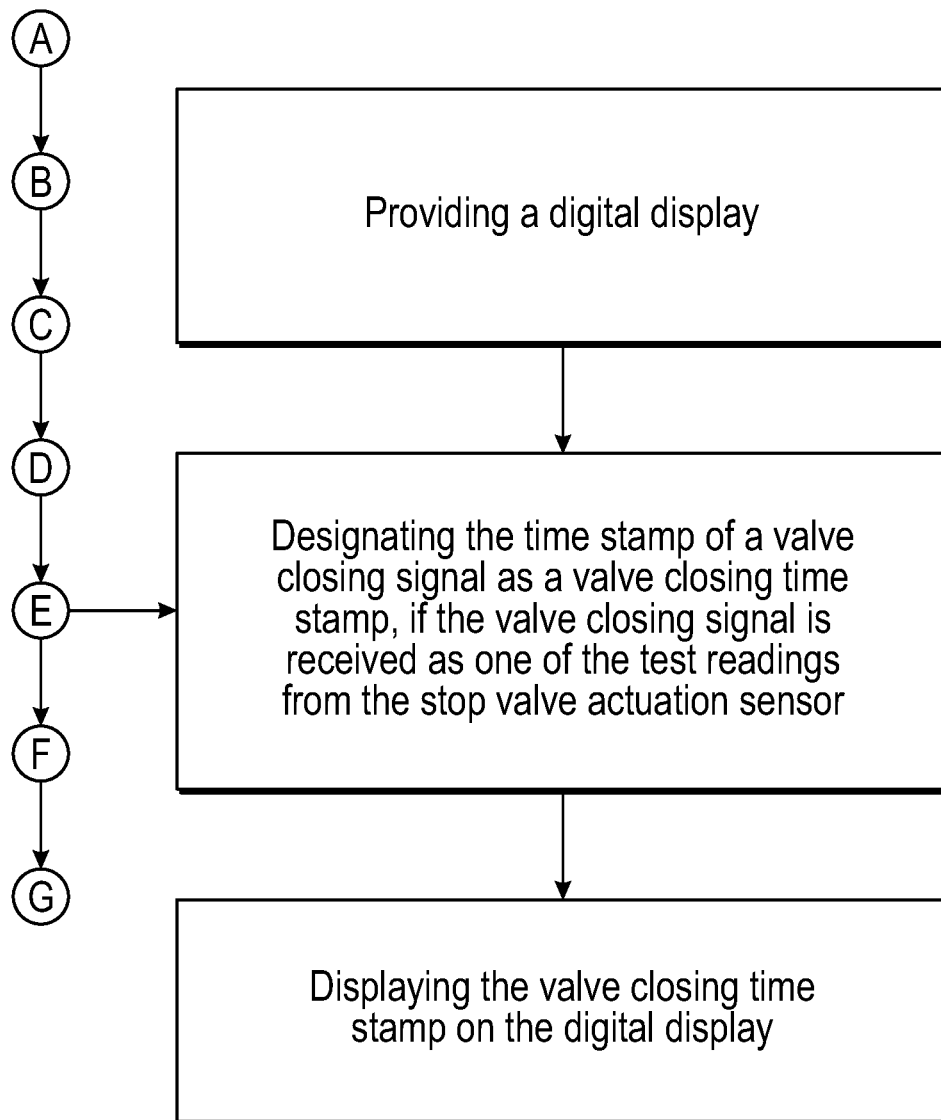 A
B
C
D
E
F
G
Providing a digital display
Designating the time stamp of a valve
closing signal as a valve closing time
stamp, if the valve closing signal is
received as one of the test readings
from the stop valve actuation sensor
Displaying the valve closing time
stamp on the digital display